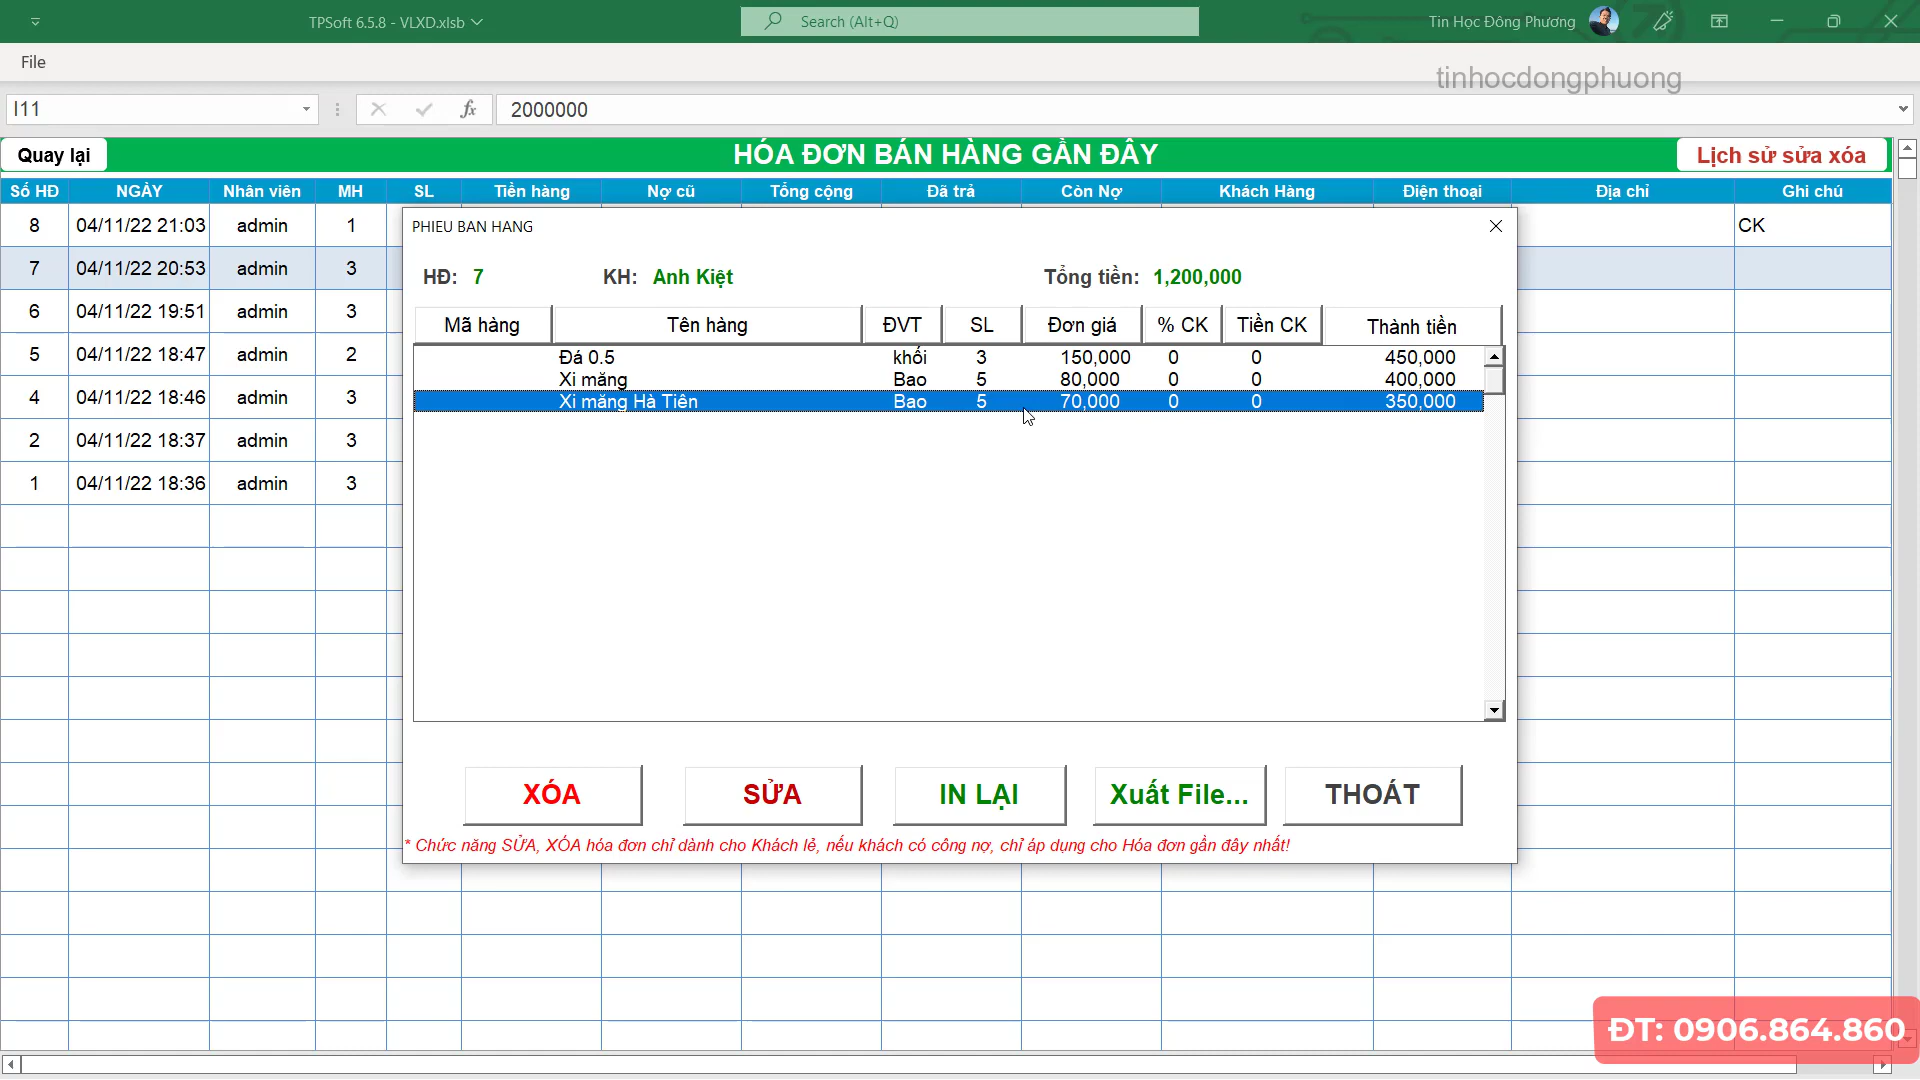 TPSoft 6.5.8 - VLXD.xlsb
Search (Alt+Q)
Tin Học Đông Phương
File
tinhocdongphuong
I11
fx
2000000
Quay lại
HÓA ĐƠN BÁN HÀNG GẦN ĐÂY
Lịch sử sửa xóa
Số HĐ NGÀY Nhân viên MH SL Tiền hàng Nợ cũ Tổng cộng Đã trả Còn Nợ Khách Hàng Điện thoại Địa chỉ Ghi chú
8 04/11/22 21:03 admin 1 CK
7 04/11/22 20:53 admin 3
6 04/11/22 19:51 admin 3
5 04/11/22 18:47 admin 2
4 04/11/22 18:46 admin 3
2 04/11/22 18:37 admin 3
1 04/11/22 18:36 admin 3
PHIEU BAN HANG
HĐ: 7 KH: Anh Kiệt Tổng tiền: 1,200,000
Mã hàng Tên hàng ĐVT SL Đơn giá % CK Tiền CK Thành tiền
Đá 0.5 khối 3 150,000 0 0 450,000
Xi măng Bao 5 80,000 0 0 400,000
Xi măng Hà Tiên Bao 5 70,000 0 0 350,000
XÓA SỬA IN LẠI Xuất File... THOÁT
* Chức năng SỬA, XÓA hóa đơn chỉ dành cho Khách lẻ, nếu khách có công nợ, chỉ áp dụng cho Hóa đơn gần đây nhất!
ĐT: 0906.864.860